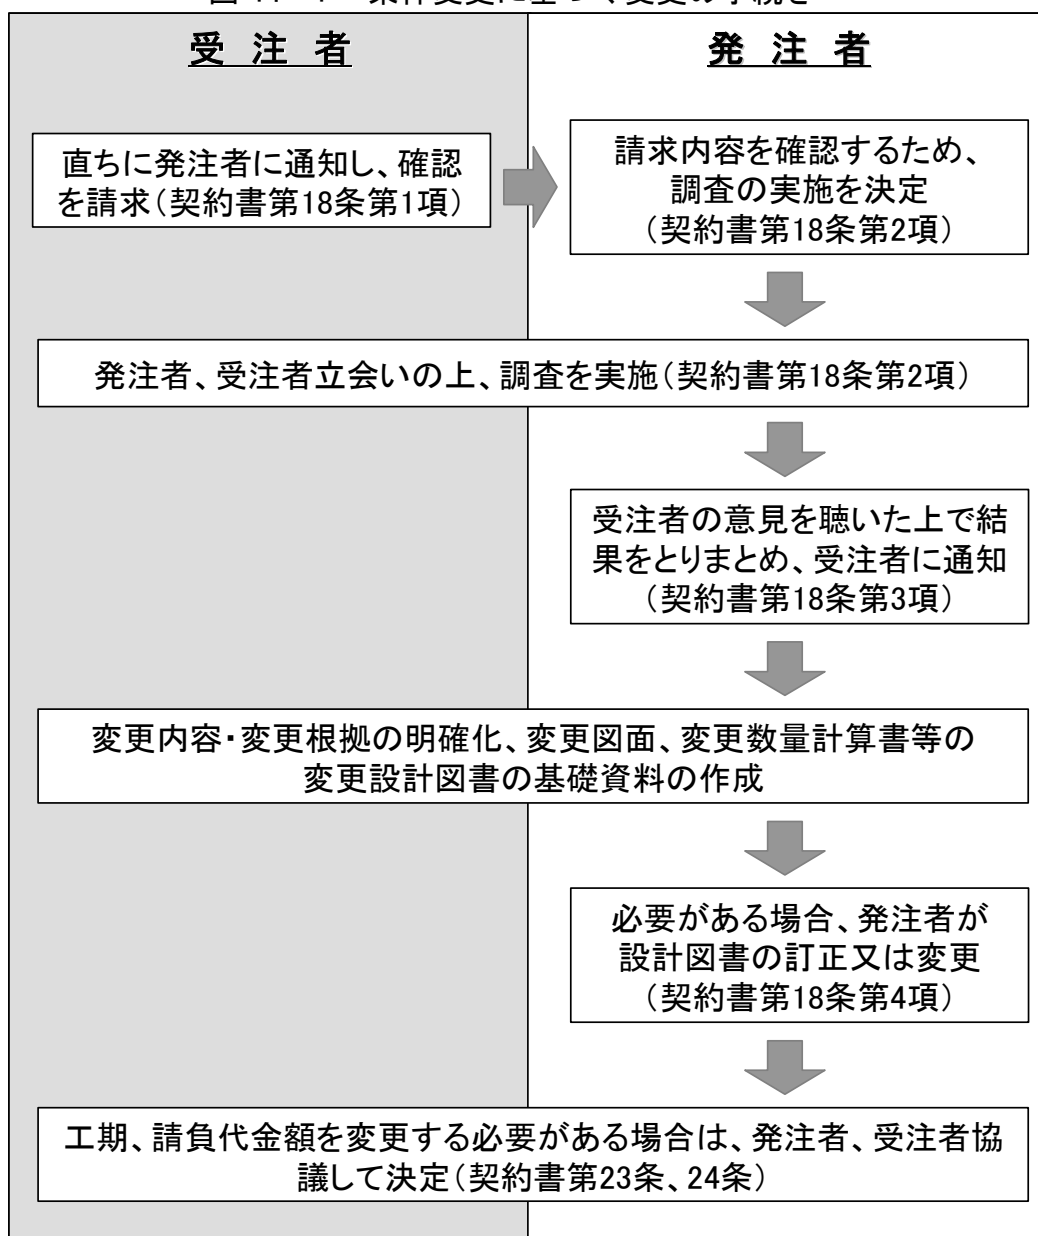 受 注 者
発 注 者
直ちに発注者に通知し、確認
を請求（契約書第18条第1項）
請求内容を確認するため、
調査の実施を決定
（契約書第18条第2項）
発注者、受注者立会いの上、調査を実施（契約書第18条第2項）
受注者の意見を聴いた上で結
果をとりまとめ、受注者に通知
（契約書第18条第3項）
変更内容・変更根拠の明確化、変更図面、変更数量計算書等の
変更設計図書の基礎資料の作成
必要がある場合、発注者が
設計図書の訂正又は変更
（契約書第18条第4項）
工期、請負代金額を変更する必要がある場合は、発注者、受注者協
議して決定（契約書第23条、24条）